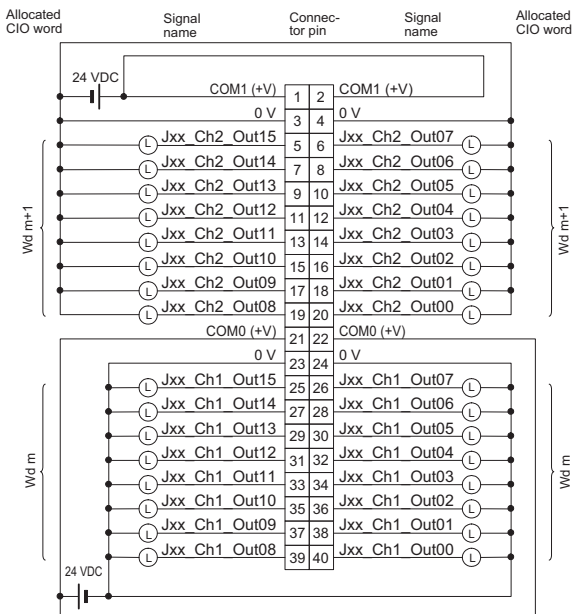 Allocated CIO word Signal name Connec-tor pin Signal name Allocated CIO word
24 VDC
COM1 (+V) 1 2 COM1 (+V)
0 V 3 4 0 V
L Jxx_Ch2_Out15 5 6 Jxx_Ch2_Out07 L
L Jxx_Ch2_Out14 7 8 Jxx_Ch2_Out06 L
L Jxx_Ch2_Out13 9 10 Jxx_Ch2_Out05 L
L Jxx_Ch2_Out12 11 12 Jxx_Ch2_Out04 L
L Jxx_Ch2_Out11 13 14 Jxx_Ch2_Out03 L
L Jxx_Ch2_Out10 15 16 Jxx_Ch2_Out02 L
L Jxx_Ch2_Out09 17 18 Jxx_Ch2_Out01 L
L Jxx_Ch2_Out08 19 20 Jxx_Ch2_Out00 L
Wd m+1
Wd m+1
COM0 (+V) 21 22 COM0 (+V)
0 V 23 24 0 V
L Jxx_Ch1_Out15 25 26 Jxx_Ch1_Out07 L
L Jxx_Ch1_Out14 27 28 Jxx_Ch1_Out06 L
L Jxx_Ch1_Out13 29 30 Jxx_Ch1_Out05 L
L Jxx_Ch1_Out12 31 32 Jxx_Ch1_Out04 L
L Jxx_Ch1_Out11 33 34 Jxx_Ch1_Out03 L
L Jxx_Ch1_Out10 35 36 Jxx_Ch1_Out02 L
L Jxx_Ch1_Out09 37 38 Jxx_Ch1_Out01 L
L Jxx_Ch1_Out08 39 40 Jxx_Ch1_Out00 L
Wd m
Wd m
24 VDC